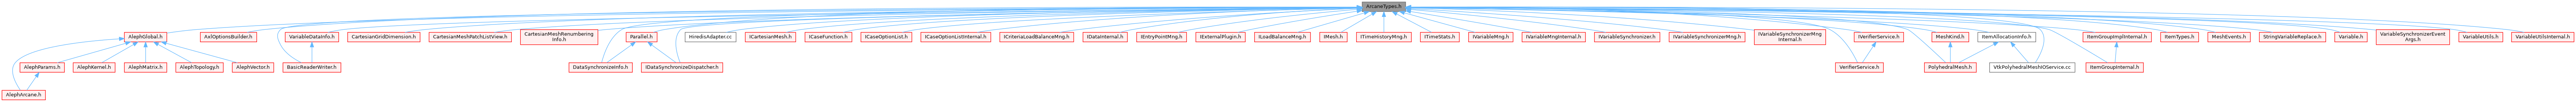 ArcaneTypes.h
AlephGlobal.h
AxlOptionsBuilder.h
VariableDataInfo.h
CartesianGridDimension.h
CartesianMeshPatchListView.h
CartesianMeshRenumbering
Info.h
Parallel.h
HiredisAdapter.cc
ICartesianMesh.h
ICaseFunction.h
ICaseOptionList.h
ICaseOptionListInternal.h
ICriteriaLoadBalanceMng.h
IDataInternal.h
IEntryPointMng.h
IExternalPlugin.h
ILoadBalanceMng.h
IMesh.h
ITimeHistoryMng.h
ITimeStats.h
IVariableMng.h
IVariableMngInternal.h
IVariableSynchronizer.h
IVariableSynchronizerMng.h
IVariableSynchronizerMng
Internal.h
IVerifierService.h
MeshKind.h
ItemAllocationInfo.h
ItemGroupImplInternal.h
ItemTypes.h
MeshEvents.h
StringVariableReplace.h
Variable.h
VariableSynchronizerEvent
Args.h
VariableUtils.h
VariableUtilsInternal.h
AlephParams.h
AlephKernel.h
AlephMatrix.h
AlephTopology.h
AlephVector.h
BasicReaderWriter.h
DataSynchronizeInfo.h
IDataSynchronizeDispatcher.h
VerifierService.h
PolyhedralMesh.h
VtkPolyhedralMeshIOService.cc
ItemGroupInternal.h
AlephArcane.h